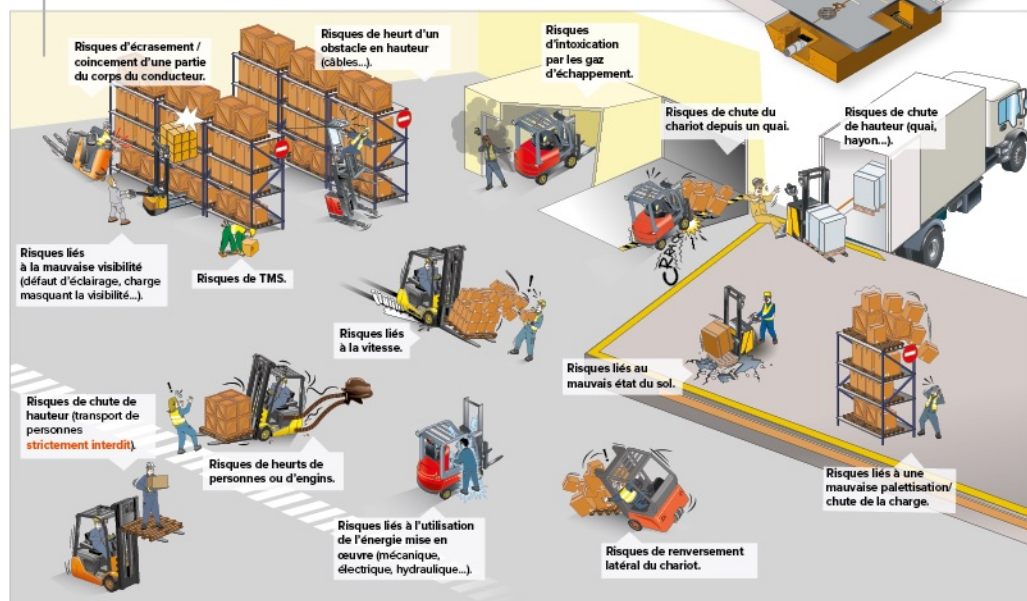 Risques d'écrasement /
coincement d'une partie
du corps du conducteur.
Risques de heurt d'un
obstacle en hauteur
(câbles...).
Risques
d'intoxication
par les gaz
d'échappement.
Risques de chute du
chariot depuis un quai.
Risques de chute
de hauteur (quai,
hayon...).
Risques liés
à la mauvaise visibilité
(défaut d'éclairage, charge
masquant la visibilité...).
Risques de TMS.
Risques liés
à la vitesse.
CRAC
Risques liés au
mauvais état du sol.
Risques de chute de
hauteur (transport de
personnes
strictement interdit).
Risques de heurts de
personnes ou d'engins.
Risques liés à l'utilisation
de l'énergie mise en
œuvre (mécanique,
électrique, hydraulique...).
Risques de renversement
latéral du chariot.
Risques liés à une
mauvaise palettisation/
chute de la charge.